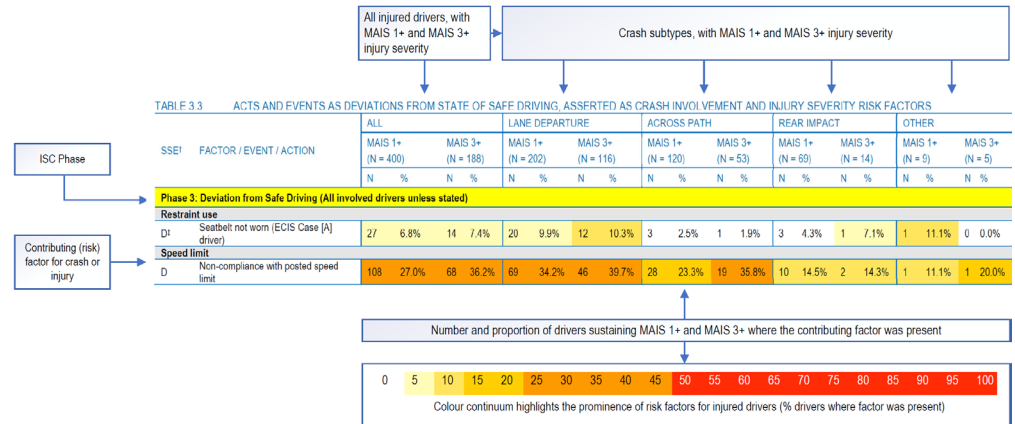 All injured drivers, with
MAIS 1+ and MAIS 3+
injury severity
Crash subtypes, with MAIS 1+ and MAIS 3+ injury severity
TABLE 3.3 ACTS AND EVENTS AS DEVIATIONS FROM STATE OF SAFE DRIVING, ASSERTED AS CRASH INVOLVEMENT AND INJURY SEVERITY RISK FACTORS
ALL LANE DEPARTURE ACROSS PATH REAR IMPACT OTHER
SSE† FACTOR / EVENT / ACTION
MAIS 1+ MAIS 3+ MAIS 1+ MAIS 3+ MAIS 1+ MAIS 3+ MAIS 1+ MAIS 3+ MAIS 1+ MAIS 3+
(N = 400) (N = 188) (N = 202) (N = 116) (N = 120) (N = 53) (N = 69) (N = 14) (N = 9) (N = 5)
N % N % N % N % N % N % N % N % N % N %
ISC Phase
Phase 3: Deviation from Safe Driving (All involved drivers unless stated)
Restraint use
D‡ Seatbelt not worn (ECIS Case [A] driver) 27 6.8% 14 7.4% 20 9.9% 12 10.3% 3 2.5% 1 1.9% 3 4.3% 1 7.1% 1 11.1% 0 0.0%
Contributing (risk)
factor for crash or
injury
Speed limit
D Non-compliance with posted speed limit 108 27.0% 68 36.2% 69 34.2% 46 39.7% 28 23.3% 19 35.8% 10 14.5% 2 14.3% 1 11.1% 1 20.0%
Number and proportion of drivers sustaining MAIS 1+ and MAIS 3+ where the contributing factor was present
0 5 10 15 20 25 30 35 40 45 50 55 60 65 70 75 80 85 90 95 100
Colour continuum highlights the prominence of risk factors for injured drivers (% drivers where factor was present)